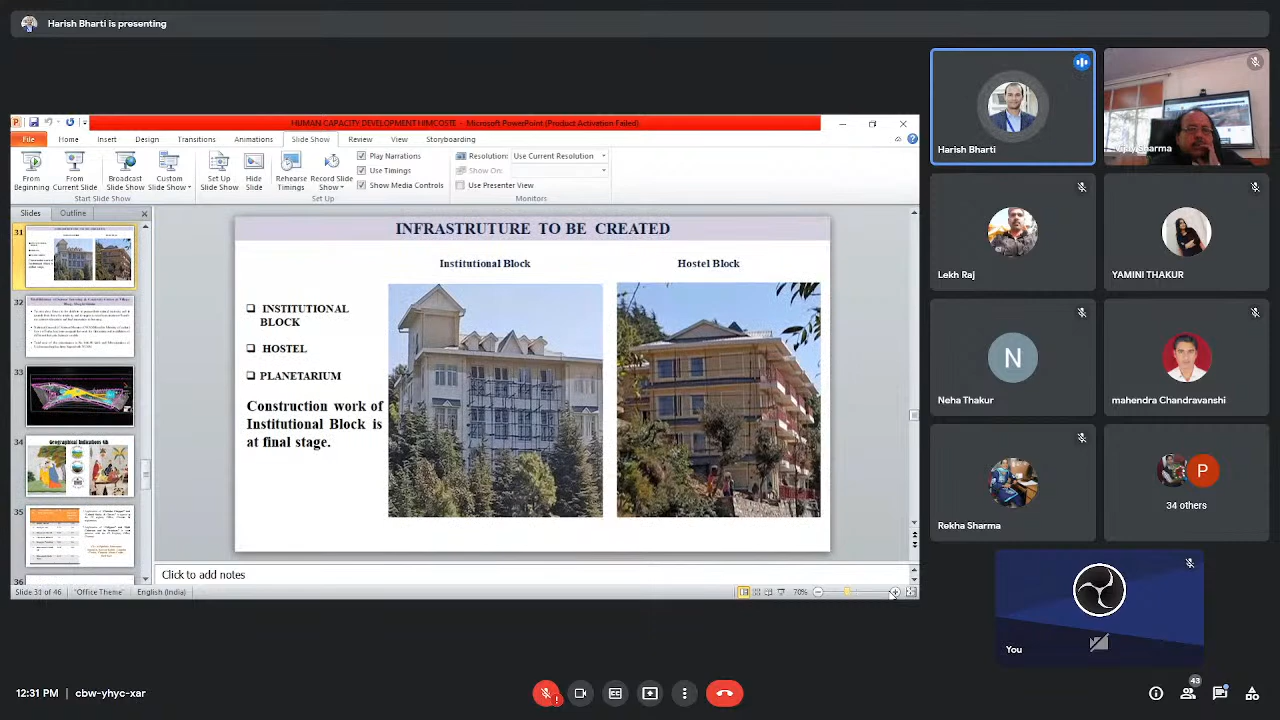 Harish Bharti is presenting
HUMAN CAPACITY DEVELOPMENT HIMCOSTE - Microsoft PowerPoint (Product Activation Failed)
File Home Insert Design Transitions Animations Slide Show Review View Storyboarding
From Beginning
From Current Slide
Broadcast Slide Show
Custom Slide Show
Start Slide Show
Set Up Slide Show
Hide Slide
Rehearse Timings
Record Slide Show
Play Narrations
Use Timings
Show Media Controls
Set Up
Resolution: Use Current Resolution
Show On:
Use Presenter View
Monitors
Slides Outline
31
32
33
34
Geographical Indications
35
36
INFRASTRUTURE TO BE CREATED
Institutional Block
Hostel Block
INSTITUTIONAL
BLOCK
HOSTEL
PLANETARIUM
Construction work of
Institutional Block is
at final stage.
Click to add notes
"Office Theme" English (India) 70%
Harish Bharti
Sharma
Lekh Raj
YAMINI THAKUR
N
Neha Thakur
mahendra Chandravanshi
Rekha Sharma
P
34 others
You
12:31 PM | cbw-yhyc-xar
43